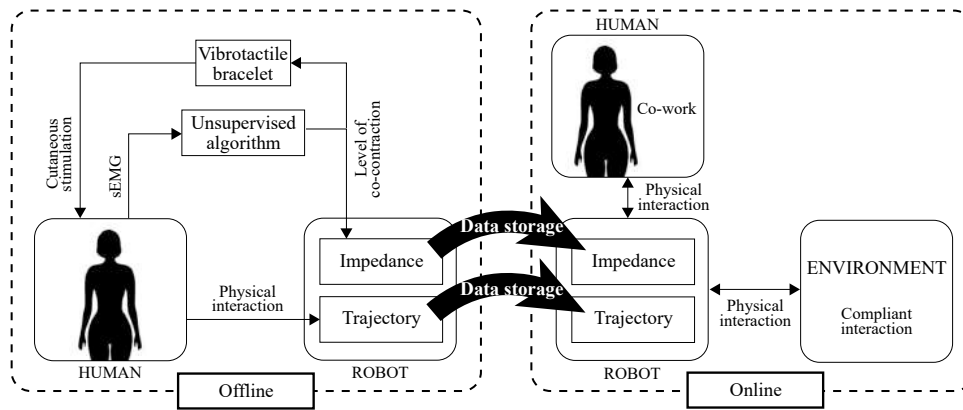 Vibrotactile
bracelet
Unsupervised
algorithm
Cutaneous
stimulation
sEMG
Level of
co-contraction
Physical
interaction
HUMAN
Impedance
Trajectory
ROBOT
Offline
Data storage
Data storage
HUMAN
Co-work
Physical
interaction
Impedance
Trajectory
ROBOT
Physical
interaction
ENVIRONMENT
Compliant
interaction
Online